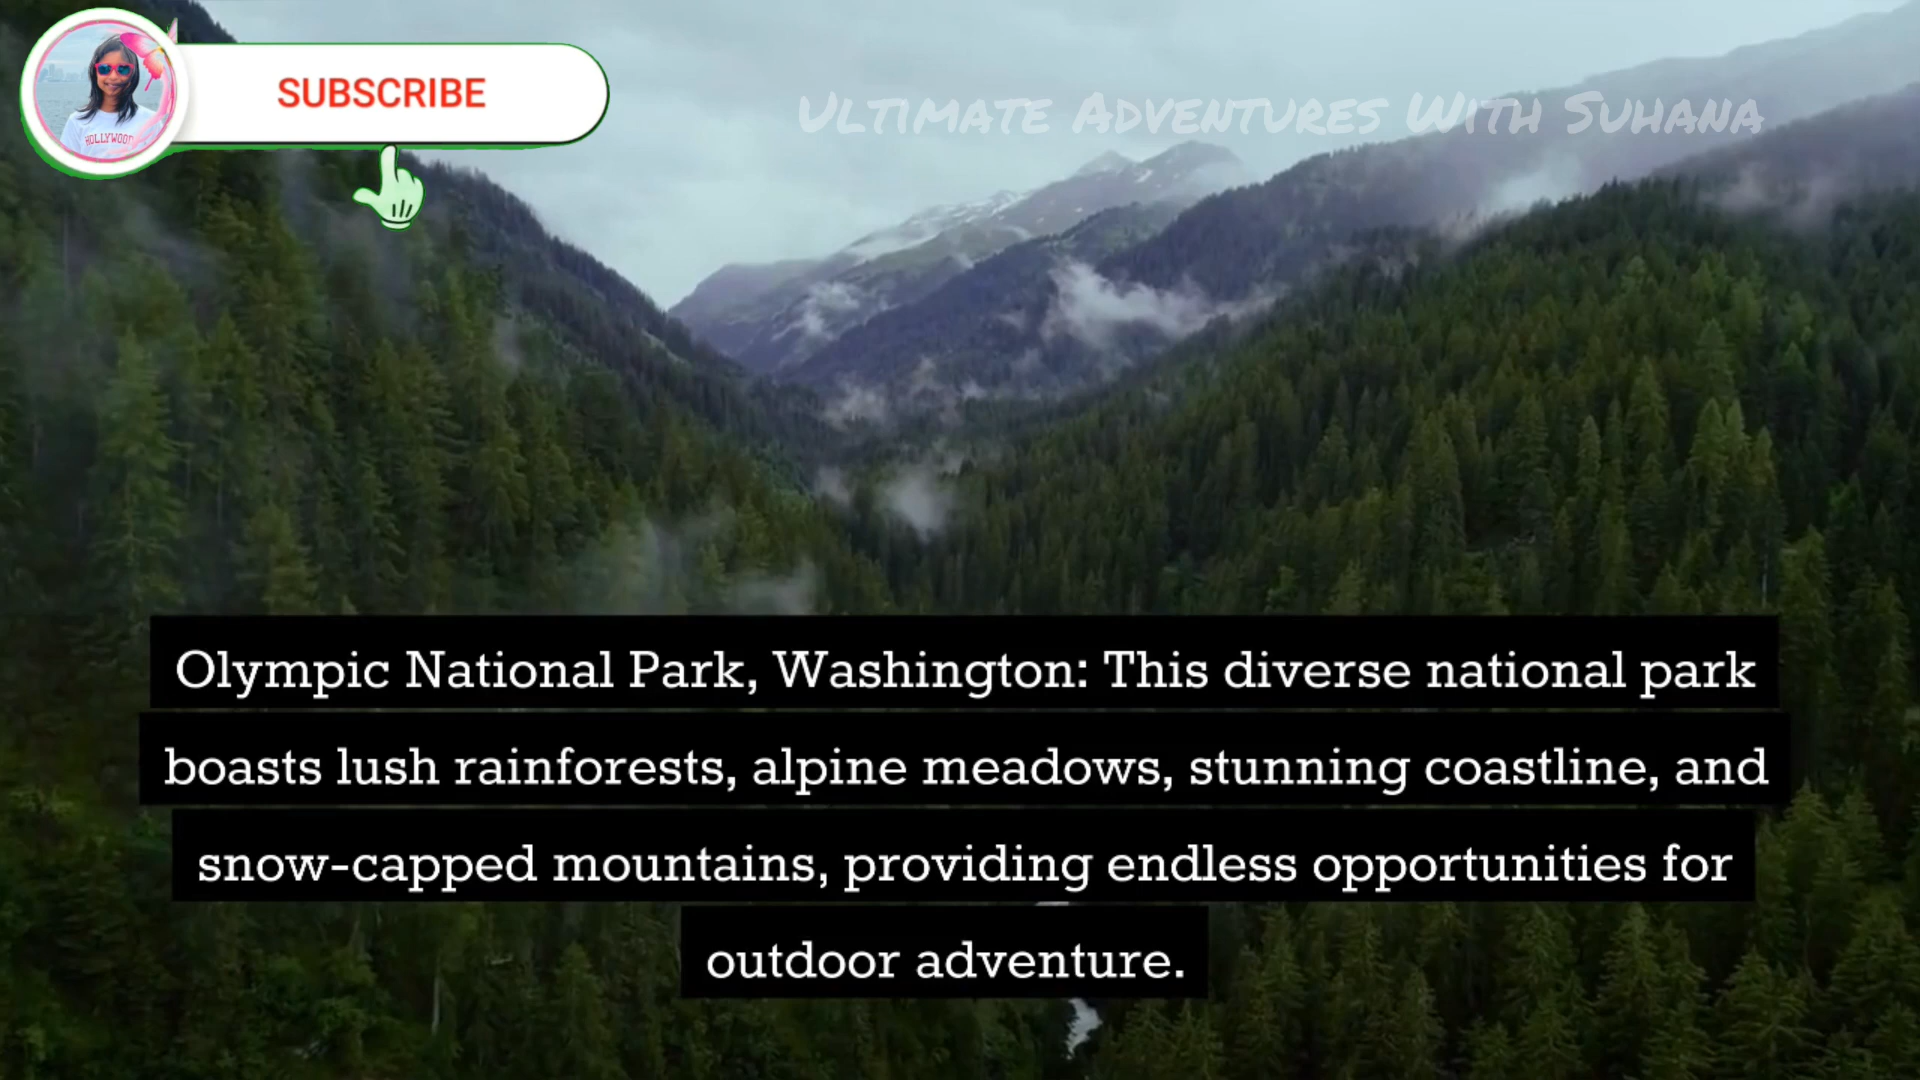 SUBSCRIBE
Ultimate Adventures With Suhana
HOLLYWOOD
Olympic National Park, Washington: This diverse national park
boasts lush rainforests, alpine meadows, stunning coastline, and
snow-capped mountains, providing endless opportunities for
outdoor adventure.